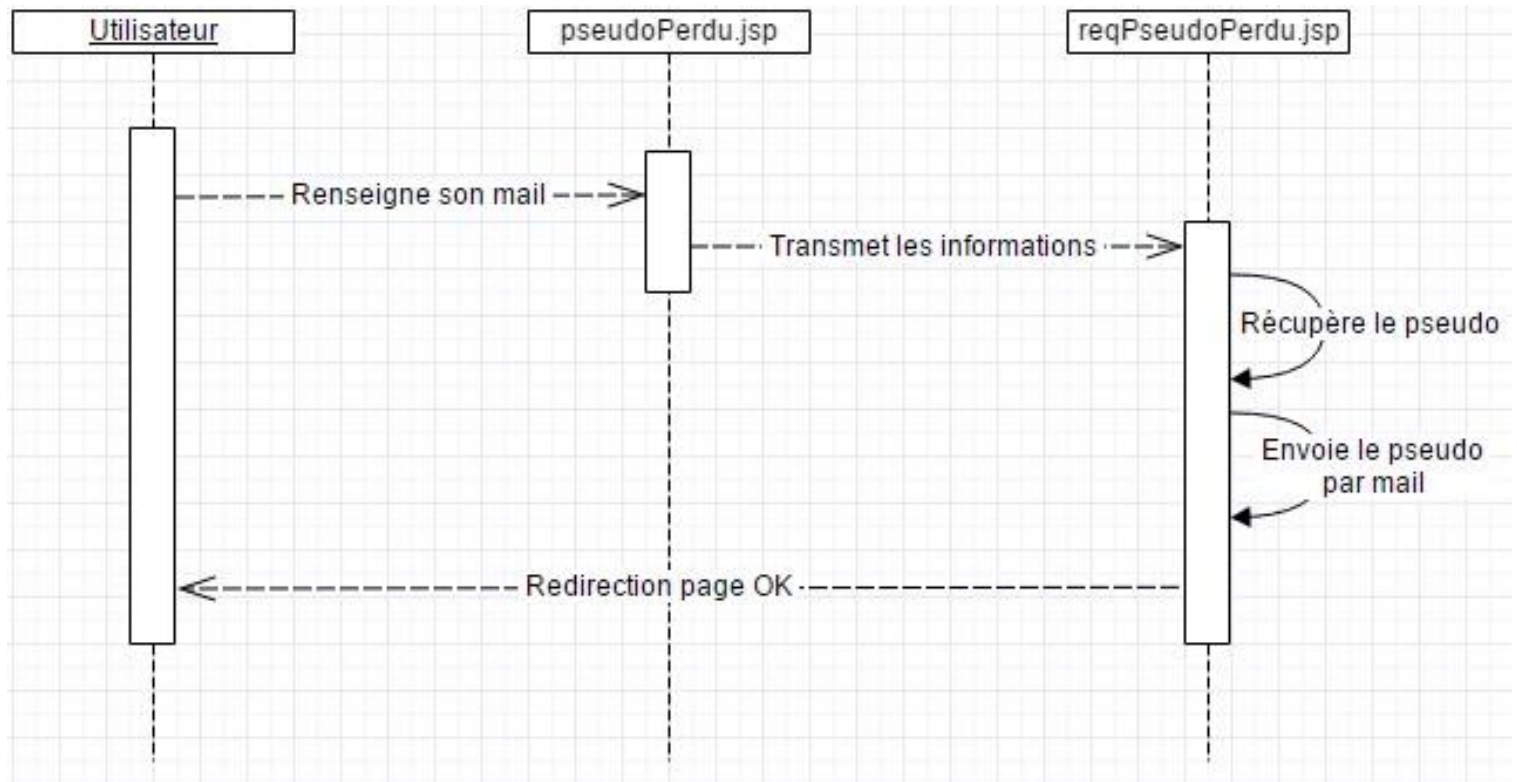 Utilisateur
pseudoPerdu.jsp
reqPseudoPerdu.jsp
Renseigne son mail
Transmet les informations
Récupère le pseudo
Envoie le pseudo
par mail
Redirection page OK